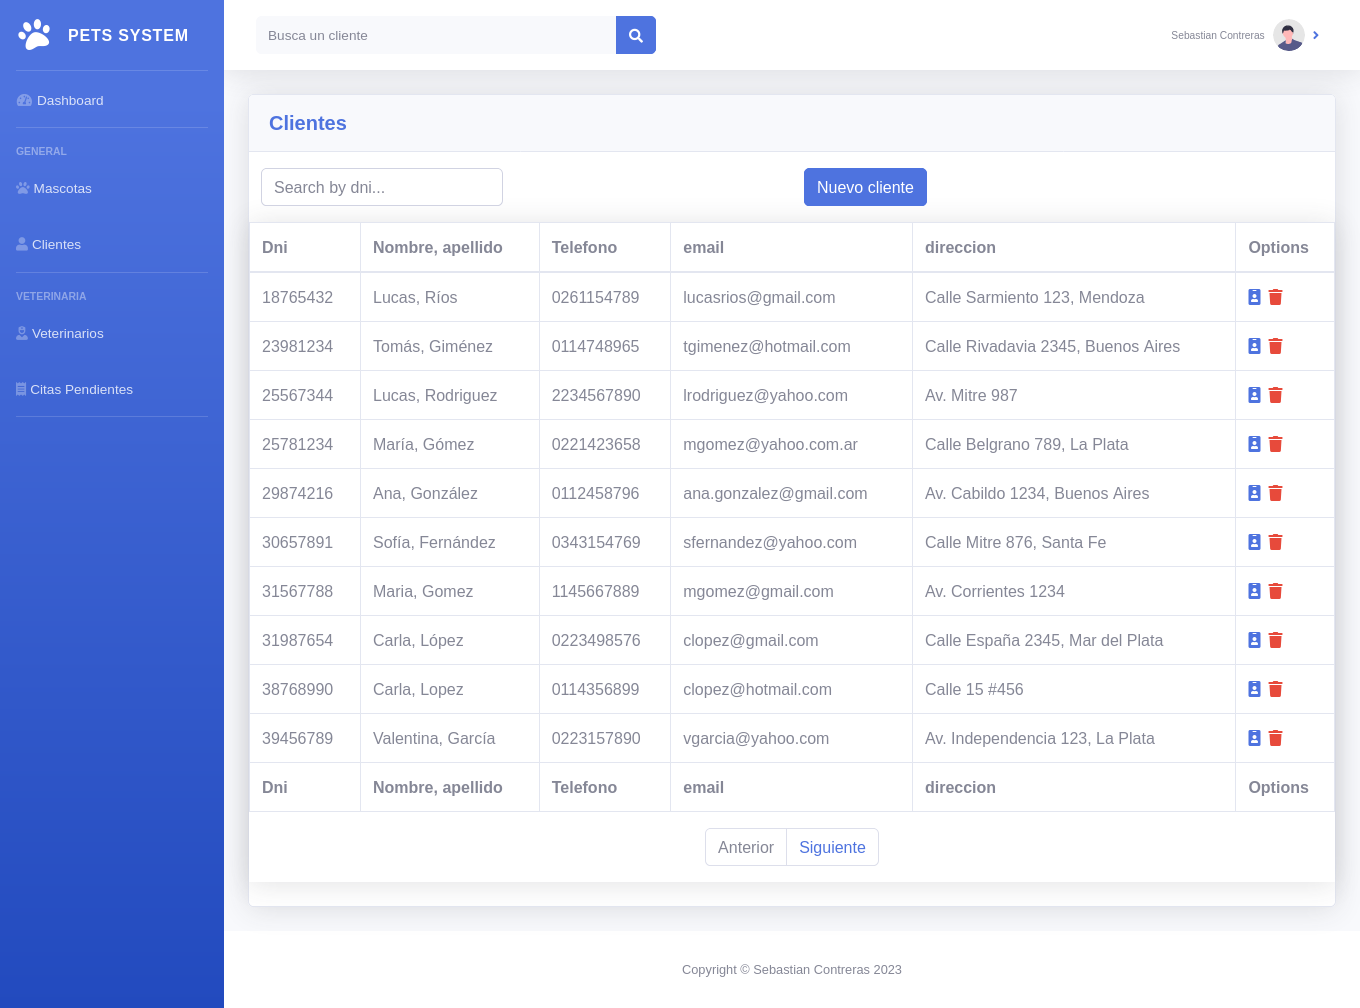 PETS SYSTEM
Busca un cliente
Sebastian Contreras
Dashboard
GENERAL
Mascotas
Clientes
VETERINARIA
Veterinarios
Citas Pendientes
Clientes
Search by dni...
Nuevo cliente
Dni Nombre, apellido Telefono email direccion Options
18765432 Lucas, Ríos 0261154789 lucasrios@gmail.com Calle Sarmiento 123, Mendoza
23981234 Tomás, Giménez 0114748965 tgimenez@hotmail.com Calle Rivadavia 2345, Buenos Aires
25567344 Lucas, Rodriguez 2234567890 lrodriguez@yahoo.com Av. Mitre 987
25781234 María, Gómez 0221423658 mgomez@yahoo.com.ar Calle Belgrano 789, La Plata
29874216 Ana, González 0112458796 ana.gonzalez@gmail.com Av. Cabildo 1234, Buenos Aires
30657891 Sofía, Fernández 0343154769 sfernandez@yahoo.com Calle Mitre 876, Santa Fe
31567788 Maria, Gomez 1145667889 mgomez@gmail.com Av. Corrientes 1234
31987654 Carla, López 0223498576 clopez@gmail.com Calle España 2345, Mar del Plata
38768990 Carla, Lopez 0114356899 clopez@hotmail.com Calle 15 #456
39456789 Valentina, García 0223157890 vgarcia@yahoo.com Av. Independencia 123, La Plata
Dni Nombre, apellido Telefono email direccion Options
Anterior Siguiente
Copyright © Sebastian Contreras 2023